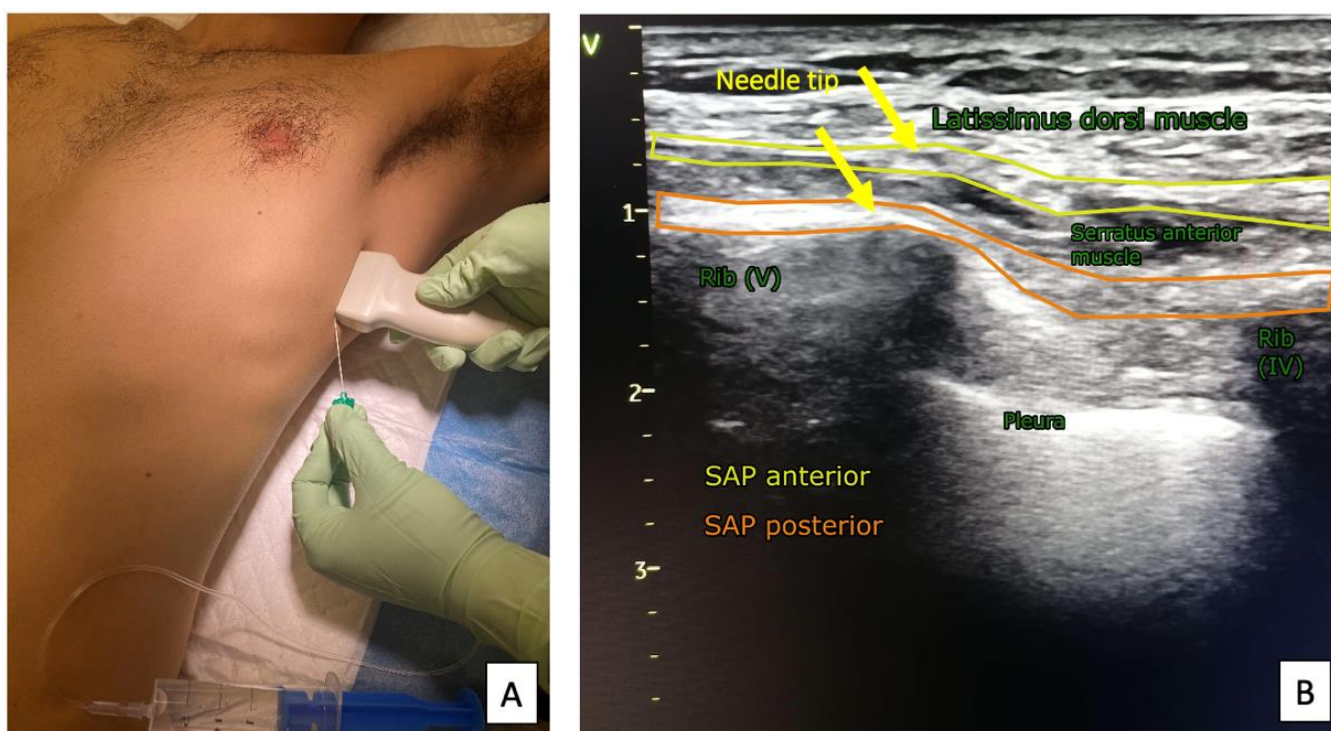 A
V
Needle tip
Latissimus dorsi muscle
1
Serratus anterior
muscle
Rib (V)
Rib
(IV)
2
Pleura
SAP anterior
SAP posterior
3
B